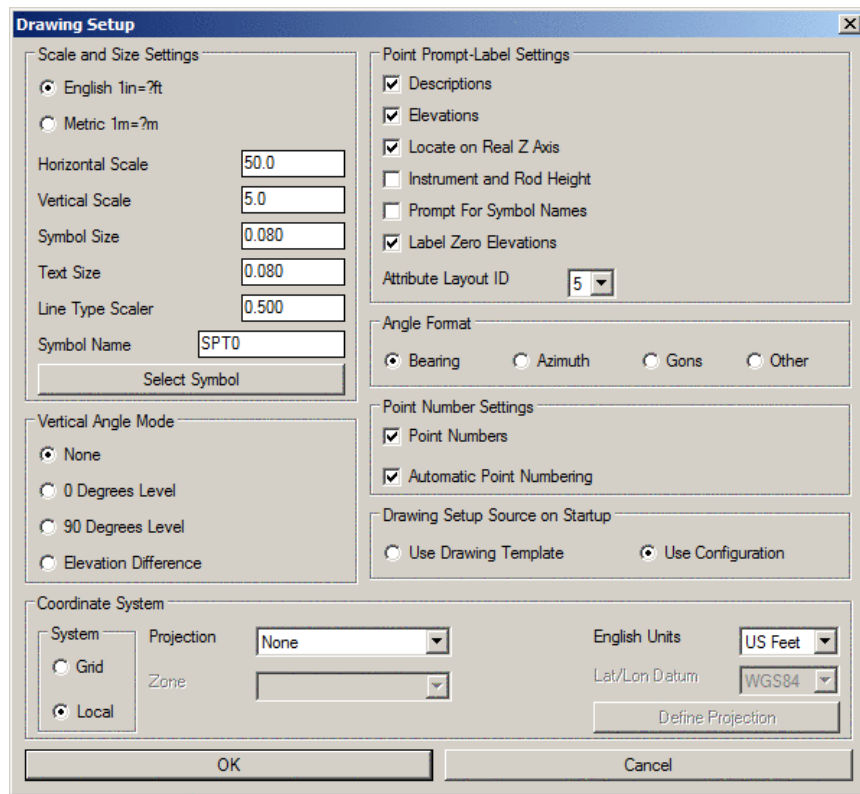 Drawing Setup
Scale and Size Settings
English 1in=?ft
Metric 1m=?m
Horizontal Scale 50.0
Vertical Scale 5.0
Symbol Size 0.080
Text Size 0.080
Line Type Scaler 0.500
Symbol Name SPT0
Select Symbol
Vertical Angle Mode
None
0 Degrees Level
90 Degrees Level
Elevation Difference
Point Prompt-Label Settings
Descriptions
Elevations
Locate on Real Z Axis
Instrument and Rod Height
Prompt For Symbol Names
Label Zero Elevations
Attribute Layout ID 5
Angle Format
Bearing Azimuth Gons Other
Point Number Settings
Point Numbers
Automatic Point Numbering
Drawing Setup Source on Startup
Use Drawing Template Use Configuration
Coordinate System
System
Grid
Local
Projection None
Zone
English Units US Feet
Lat/Lon Datum WGS84
Define Projection
OK Cancel